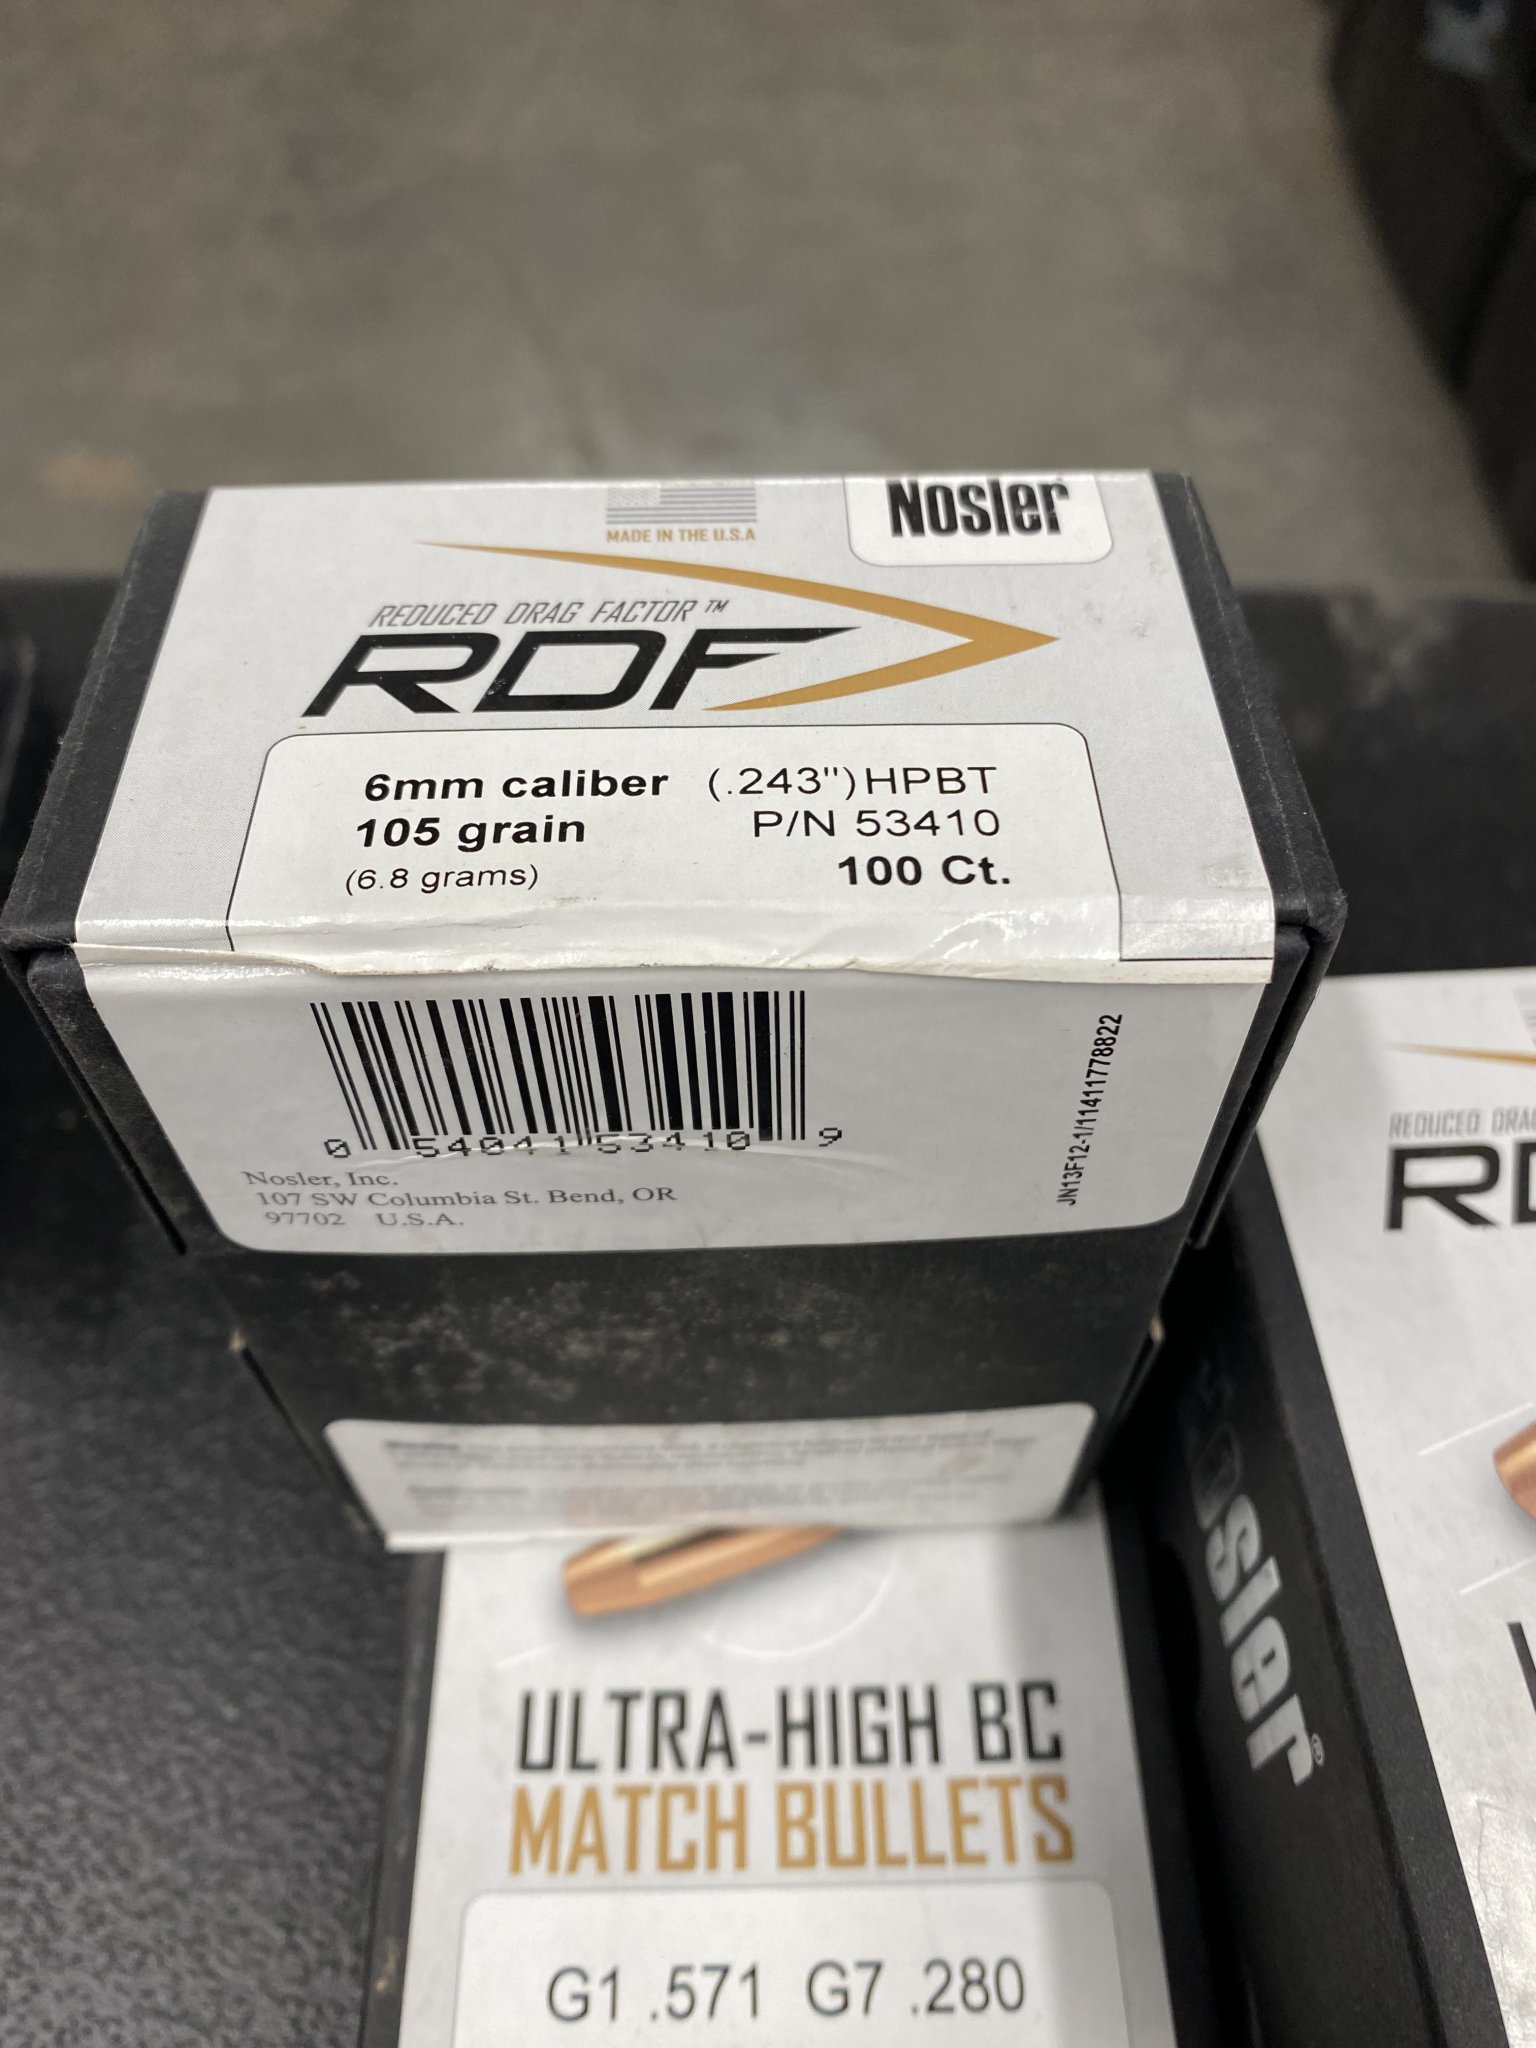 MADE IN THE U.S.A
Nosler
REDUCED DRAG FACTOR™
RDF
6mm caliber (.243") HPBT
105 grain P/N 53410
(6.8 grams) 100 Ct.
0 54041 53410 9
Nosler, Inc.
107 SW Columbia St. Bend, OR
97702 U.S.A.
JN13F12-1/11411778822
ULTRA-HIGH BC
MATCH BULLETS
G1 .571 G7 .280
osler®
REDUCED
RD